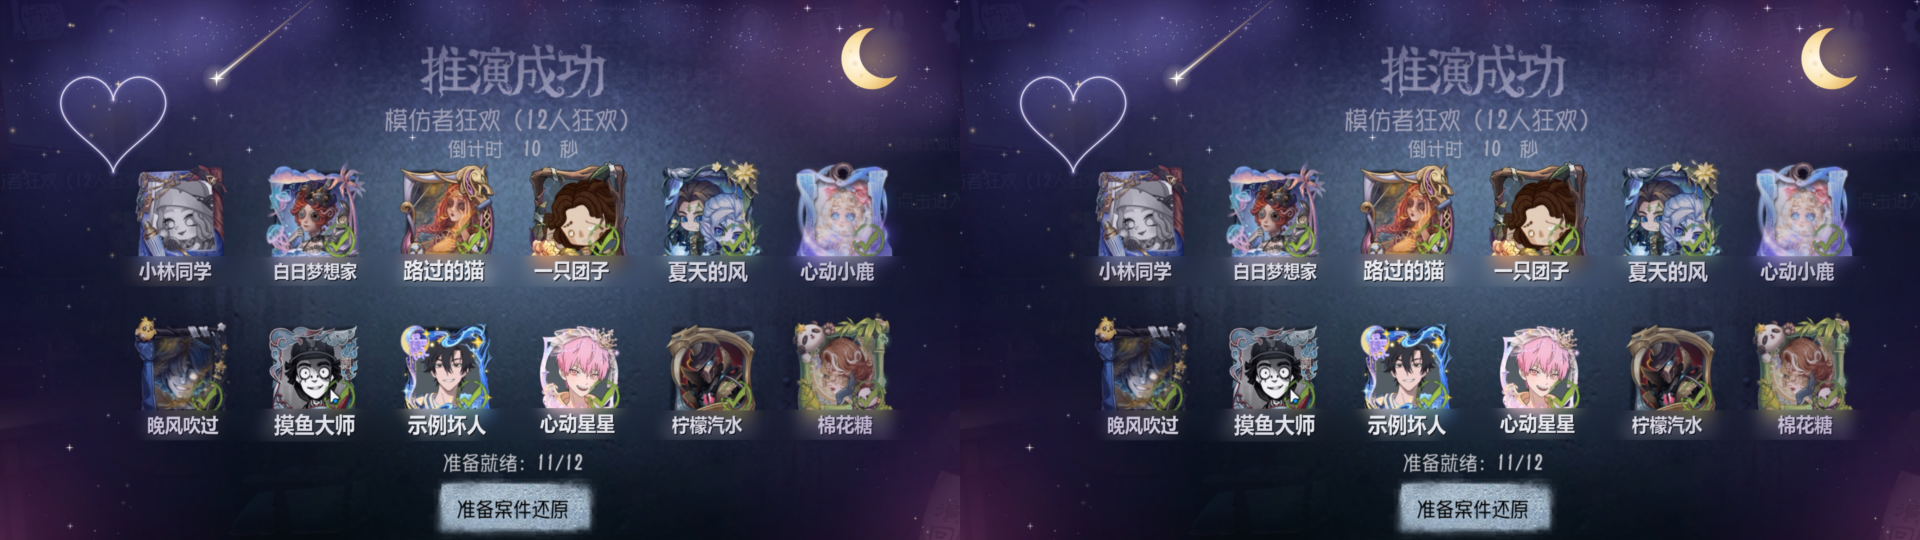 推演成功
模仿者狂欢（12人狂欢）
倒计时 10 秒
小林同学 白日梦想家 路过的猫 一只团子 夏天的风 心动小鹿
晚风吹过 摸鱼大师 示例坏人 心动星星 柠檬汽水 棉花糖
准备就绪：11/12
准备案件还原
推演成功
模仿者狂欢（12人狂欢）
倒计时 10 秒
小林同学 白日梦想家 路过的猫 一只团子 夏天的风 心动小鹿
晚风吹过 摸鱼大师 示例坏人 心动星星 柠檬汽水 棉花糖
准备就绪：11/12
准备案件还原